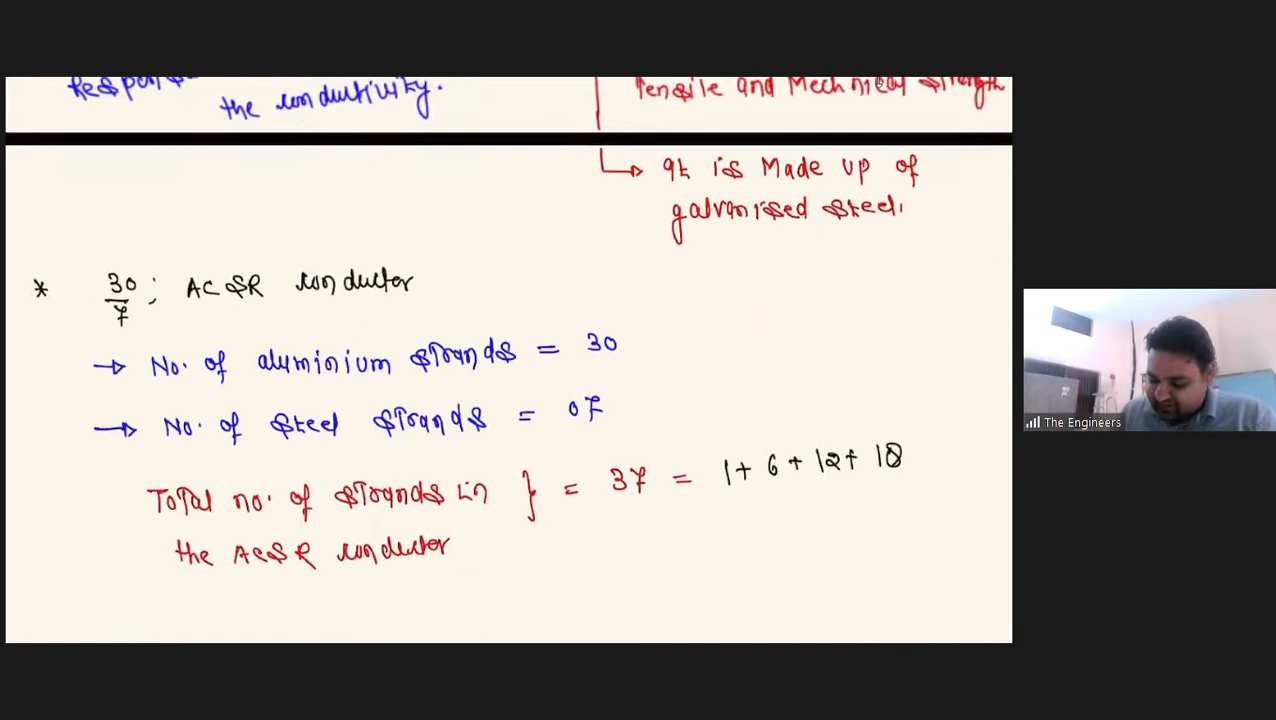 the conductivity.
Tensile and Mechnical strength
It is Made up of
galvanised steel.
* 30/7 ; ACSR conductor
→ No. of aluminium strands = 30
→ No. of steel strands = 07
Total no. of strands in } = 37 = 1 + 6 + 12 + 18
the ACSR conductor
The Engineers